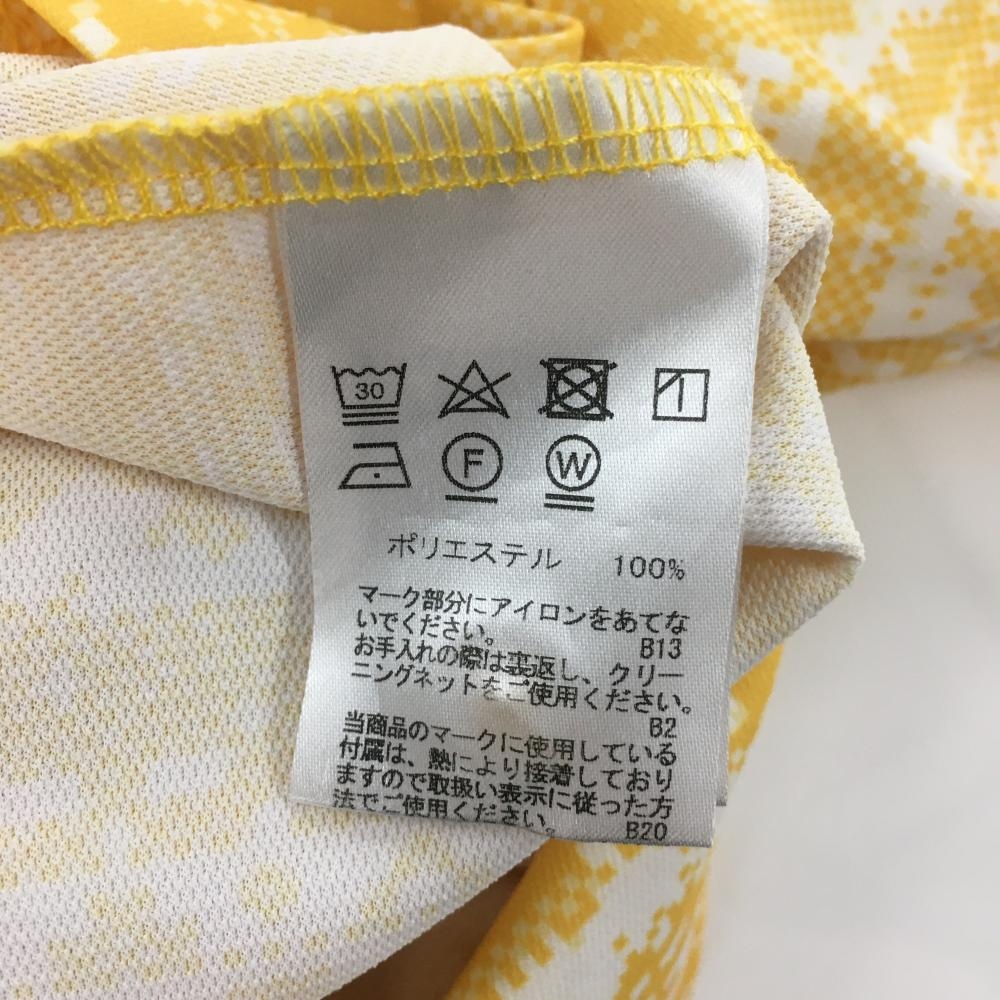 30
F W
ポリエステル 100%
マーク部分にアイロンをあてな
いでください。 B13
お手入れの際は裏返し、クリー
ニングネットをご使用ください。
B2
当商品のマークに使用している
付属は、熱により接着しており
ますので取扱い表示に従った方
法でご使用ください。 B20